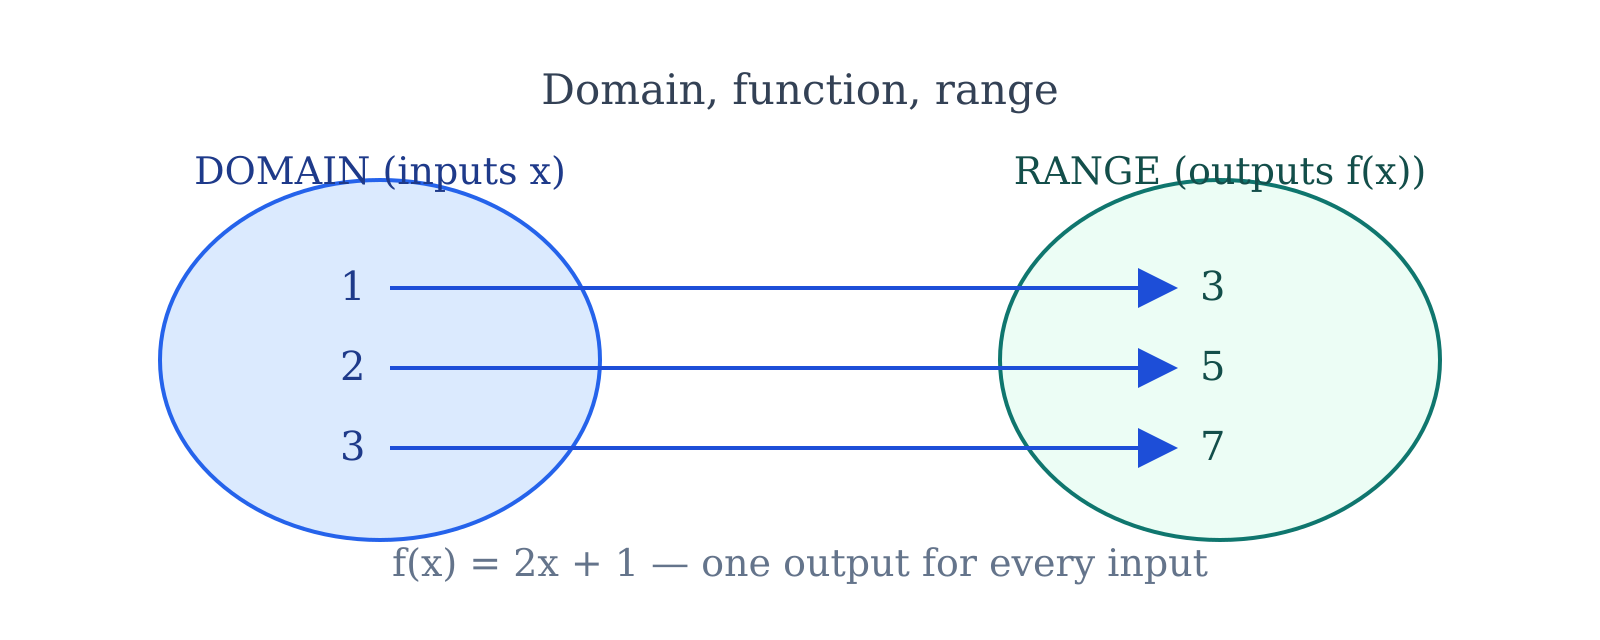 Domain, function, range
DOMAIN (inputs x)
RANGE (outputs f(x))
1
3
2
5
3
7
f(x) = 2x + 1 — one output for every input